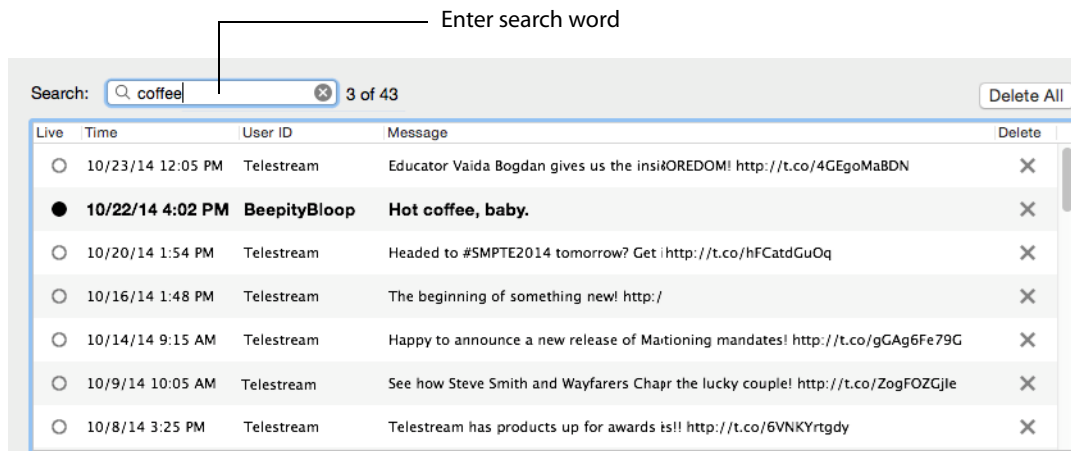 Enter search word
Search: coffee 3 of 43 Delete All
Live Time User ID Message Delete
10/23/14 12:05 PM Telestream Educator Vaida Bogdan gives us the insi&OREDOM! http://t.co/4GEgoMaBDN
10/22/14 4:02 PM BeepityBloop Hot coffee, baby.
10/20/14 1:54 PM Telestream Headed to #SMPTE2014 tomorrow? Get http://t.co/hFCatdGuOq
10/16/14 1:48 PM Telestream The beginning of something new! http:/
10/14/14 9:15 AM Telestream Happy to announce a new release of Mationing mandates! http://t.co/gGAg6Fe79G
10/9/14 10:05 AM Telestream See how Steve Smith and Wayfarers Chapr the lucky couple! http://t.co/ZogFOZGjle
10/8/14 3:25 PM Telestream Telestream has products up for awards is!! http://t.co/6VNKYrtgdy